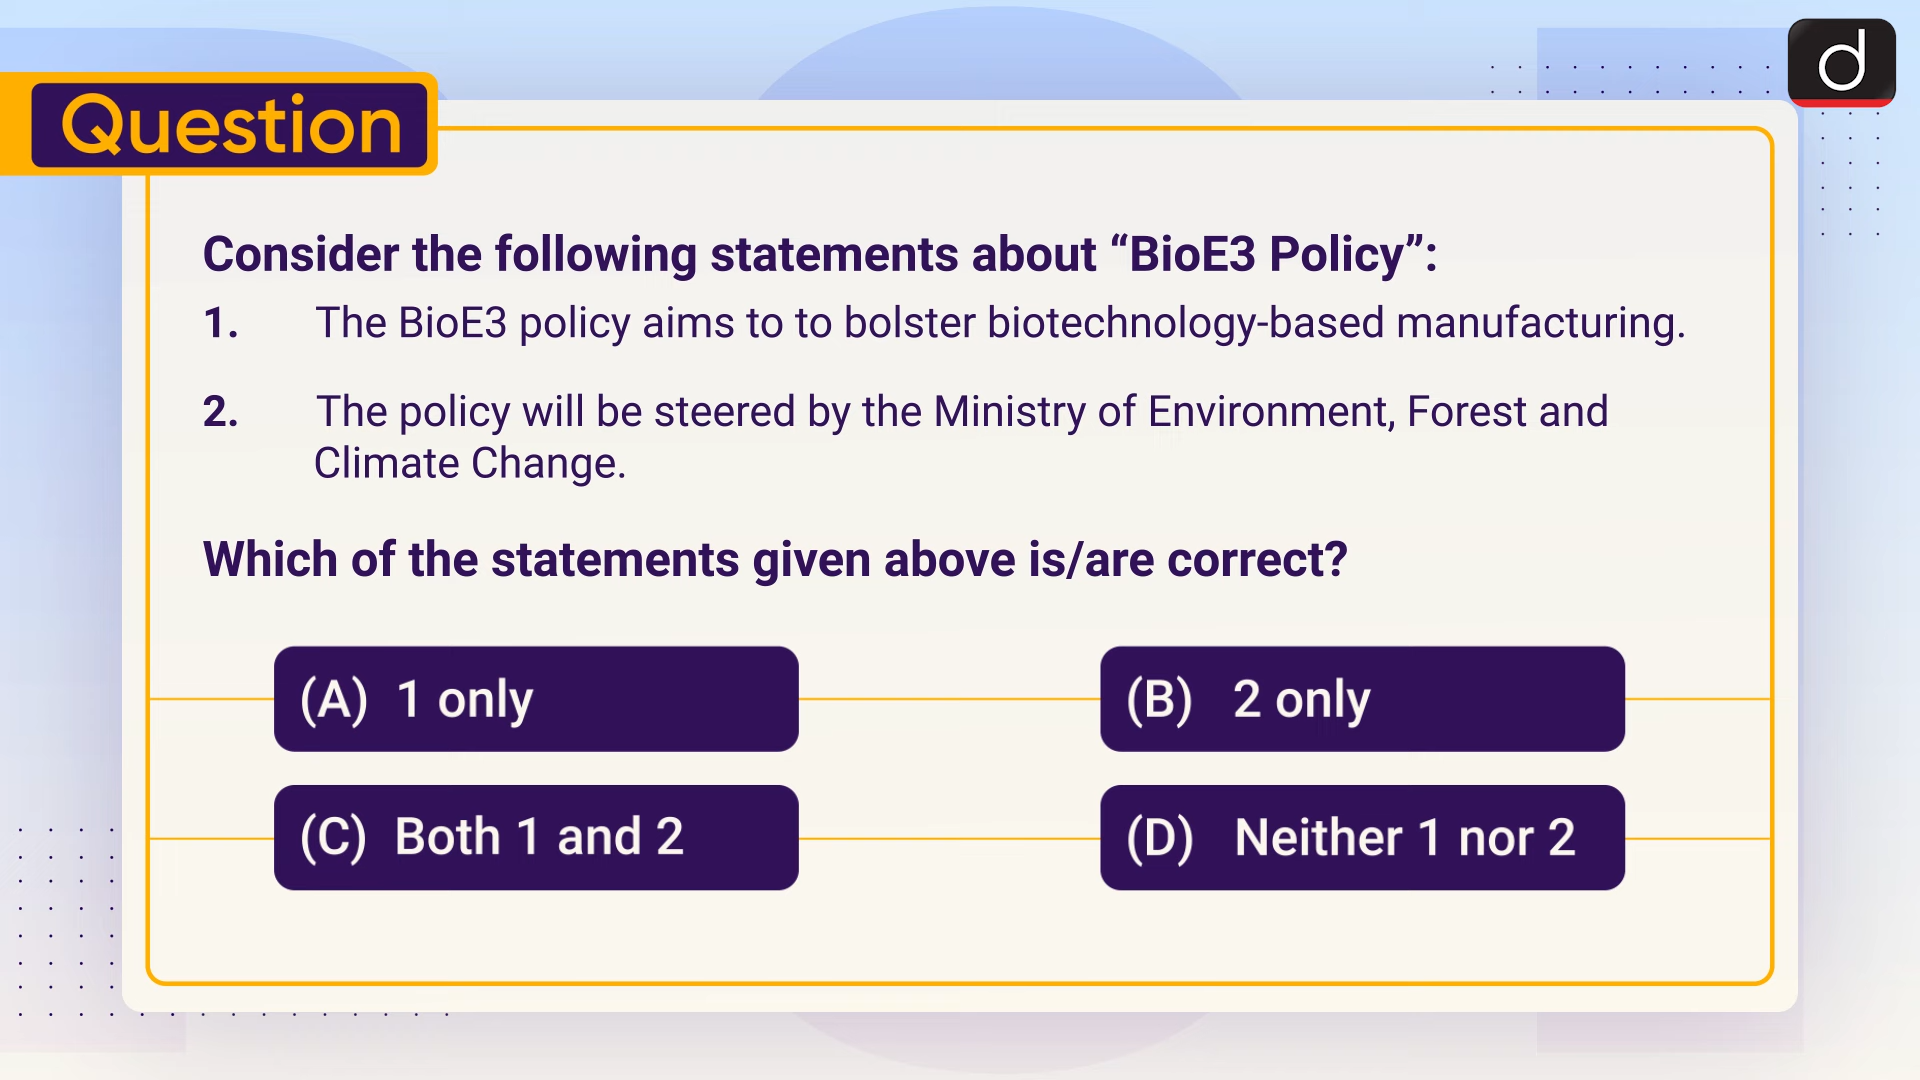 Question
Consider the following statements about “BioE3 Policy”:
1. The BioE3 policy aims to to bolster biotechnology-based manufacturing.
2. The policy will be steered by the Ministry of Environment, Forest and
Climate Change.
Which of the statements given above is/are correct?
(A) 1 only
(B) 2 only
(C) Both 1 and 2
(D) Neither 1 nor 2
d